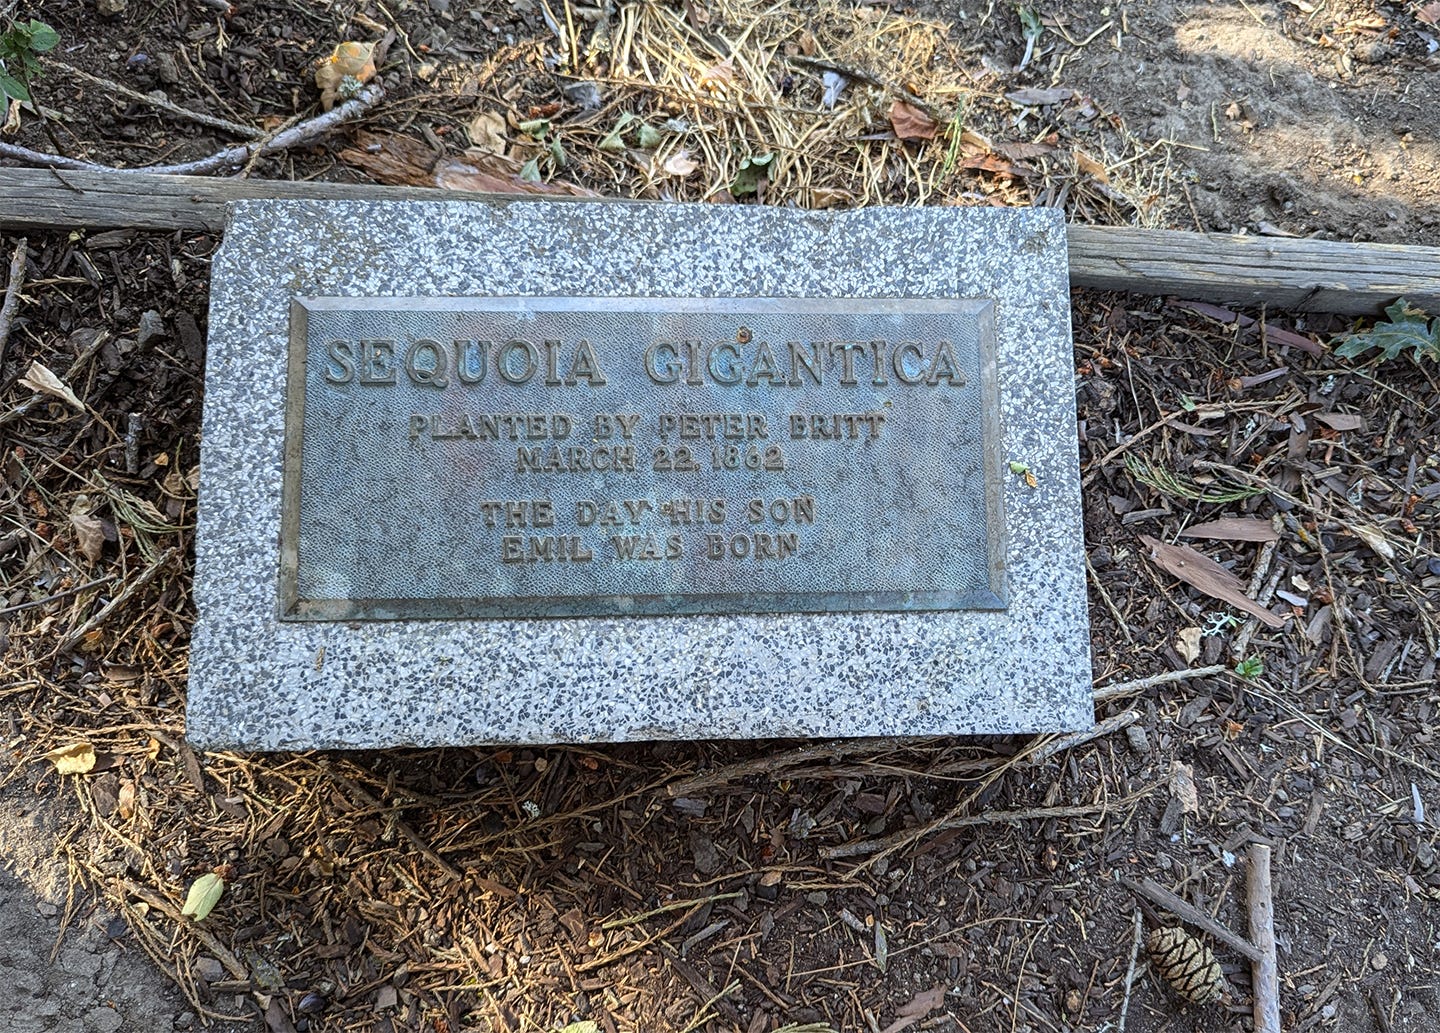 SEQUOIA GIGANTICA
PLANTED BY PETER BRITT
MARCH 22, 1862
THE DAY HIS SON
EMIL WAS BORN